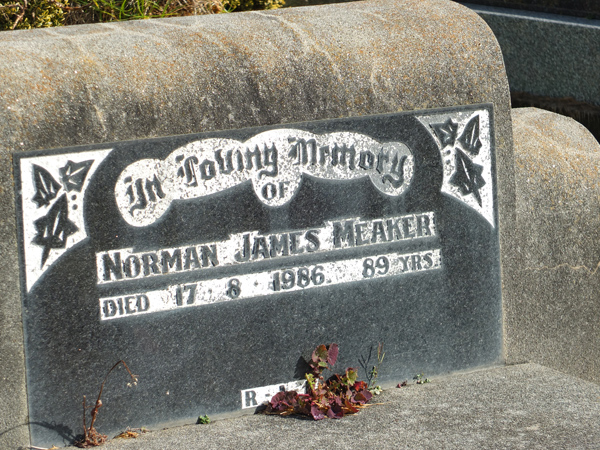 In Loving Memory
OF
NORMAN JAMES MEAKER
DIED 17 · 8 · 1986. 89 YRS.
R.